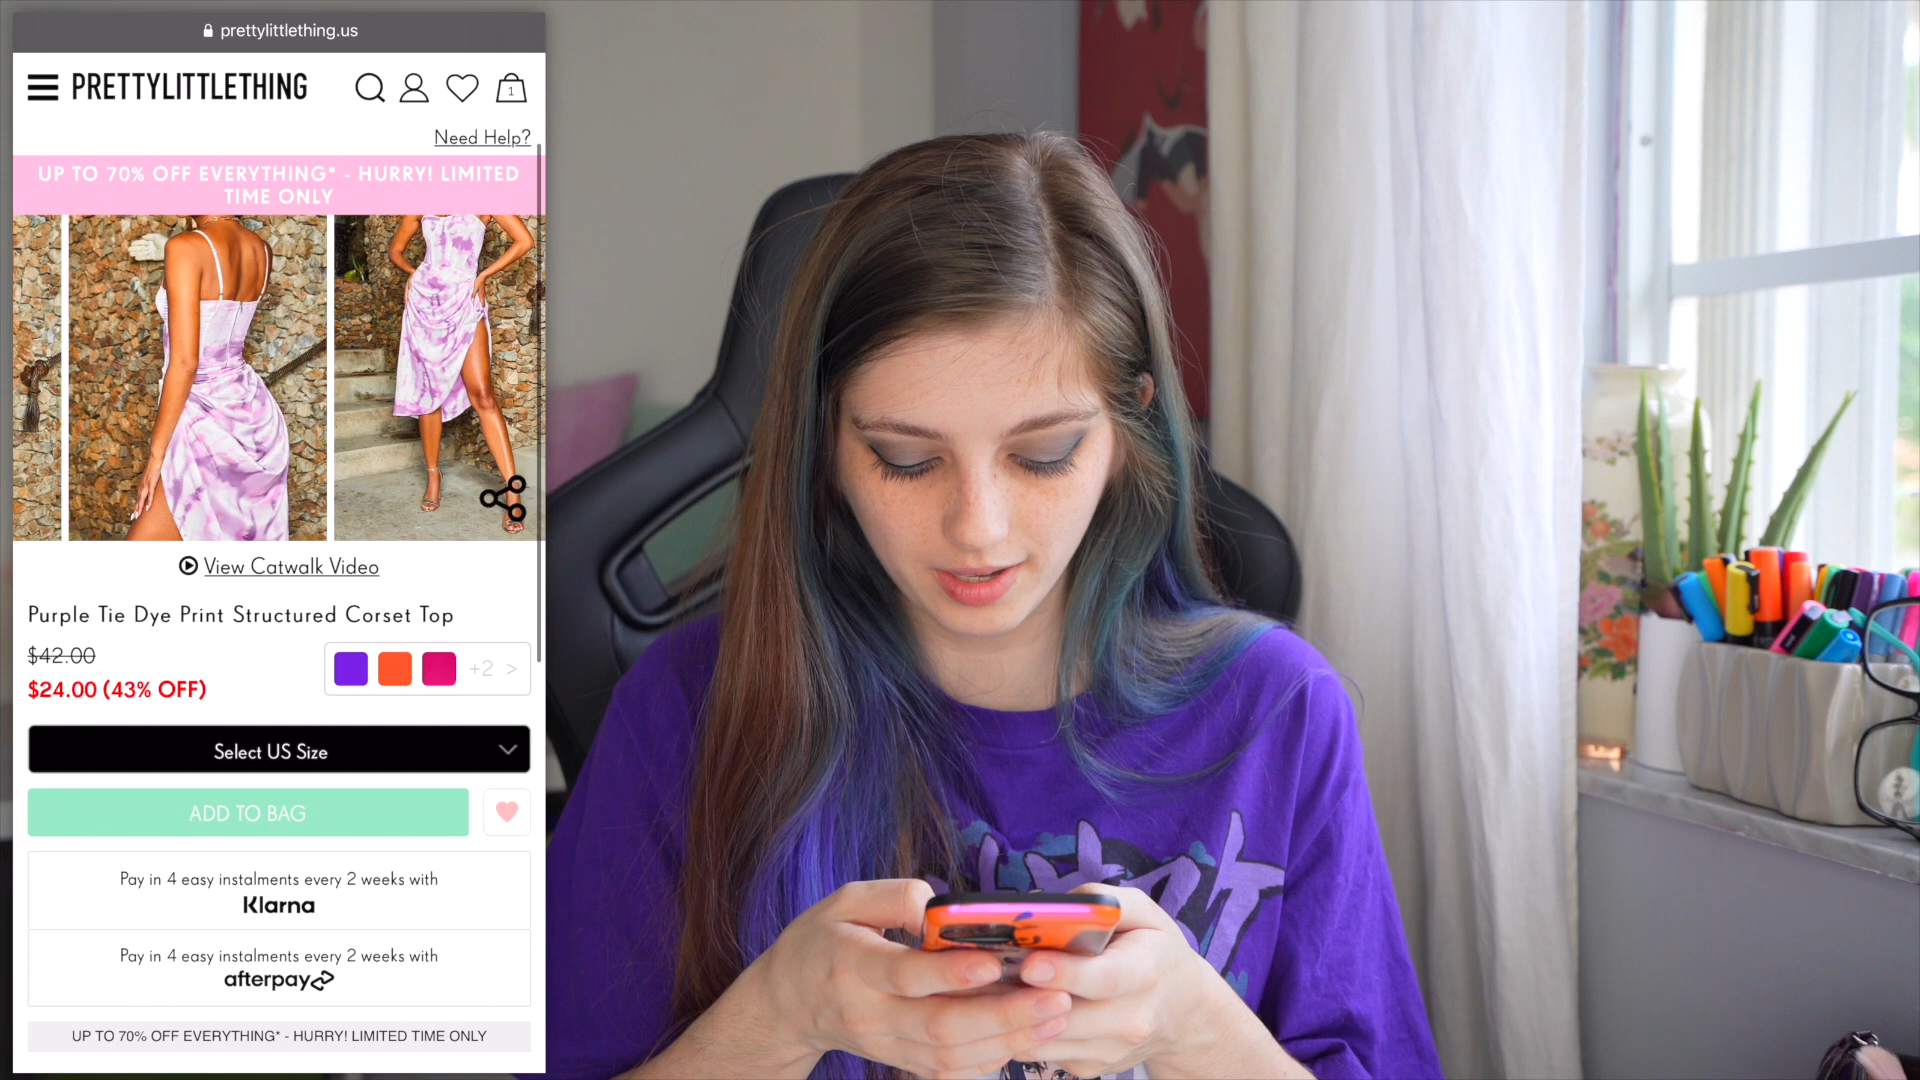 prettylittlething.us
PRETTYLITTLETHING
1
Need Help?
UP TO 70% OFF EVERYTHING* - HURRY! LIMITED
TIME ONLY
View Catwalk Video
Purple Tie Dye Print Structured Corset Top
$42.00
+2 >
$24.00 (43% OFF)
Select US Size
ADD TO BAG
Pay in 4 easy instalments every 2 weeks with
Klarna
Pay in 4 easy instalments every 2 weeks with
afterpay
UP TO 70% OFF EVERYTHING* - HURRY! LIMITED TIME ONLY